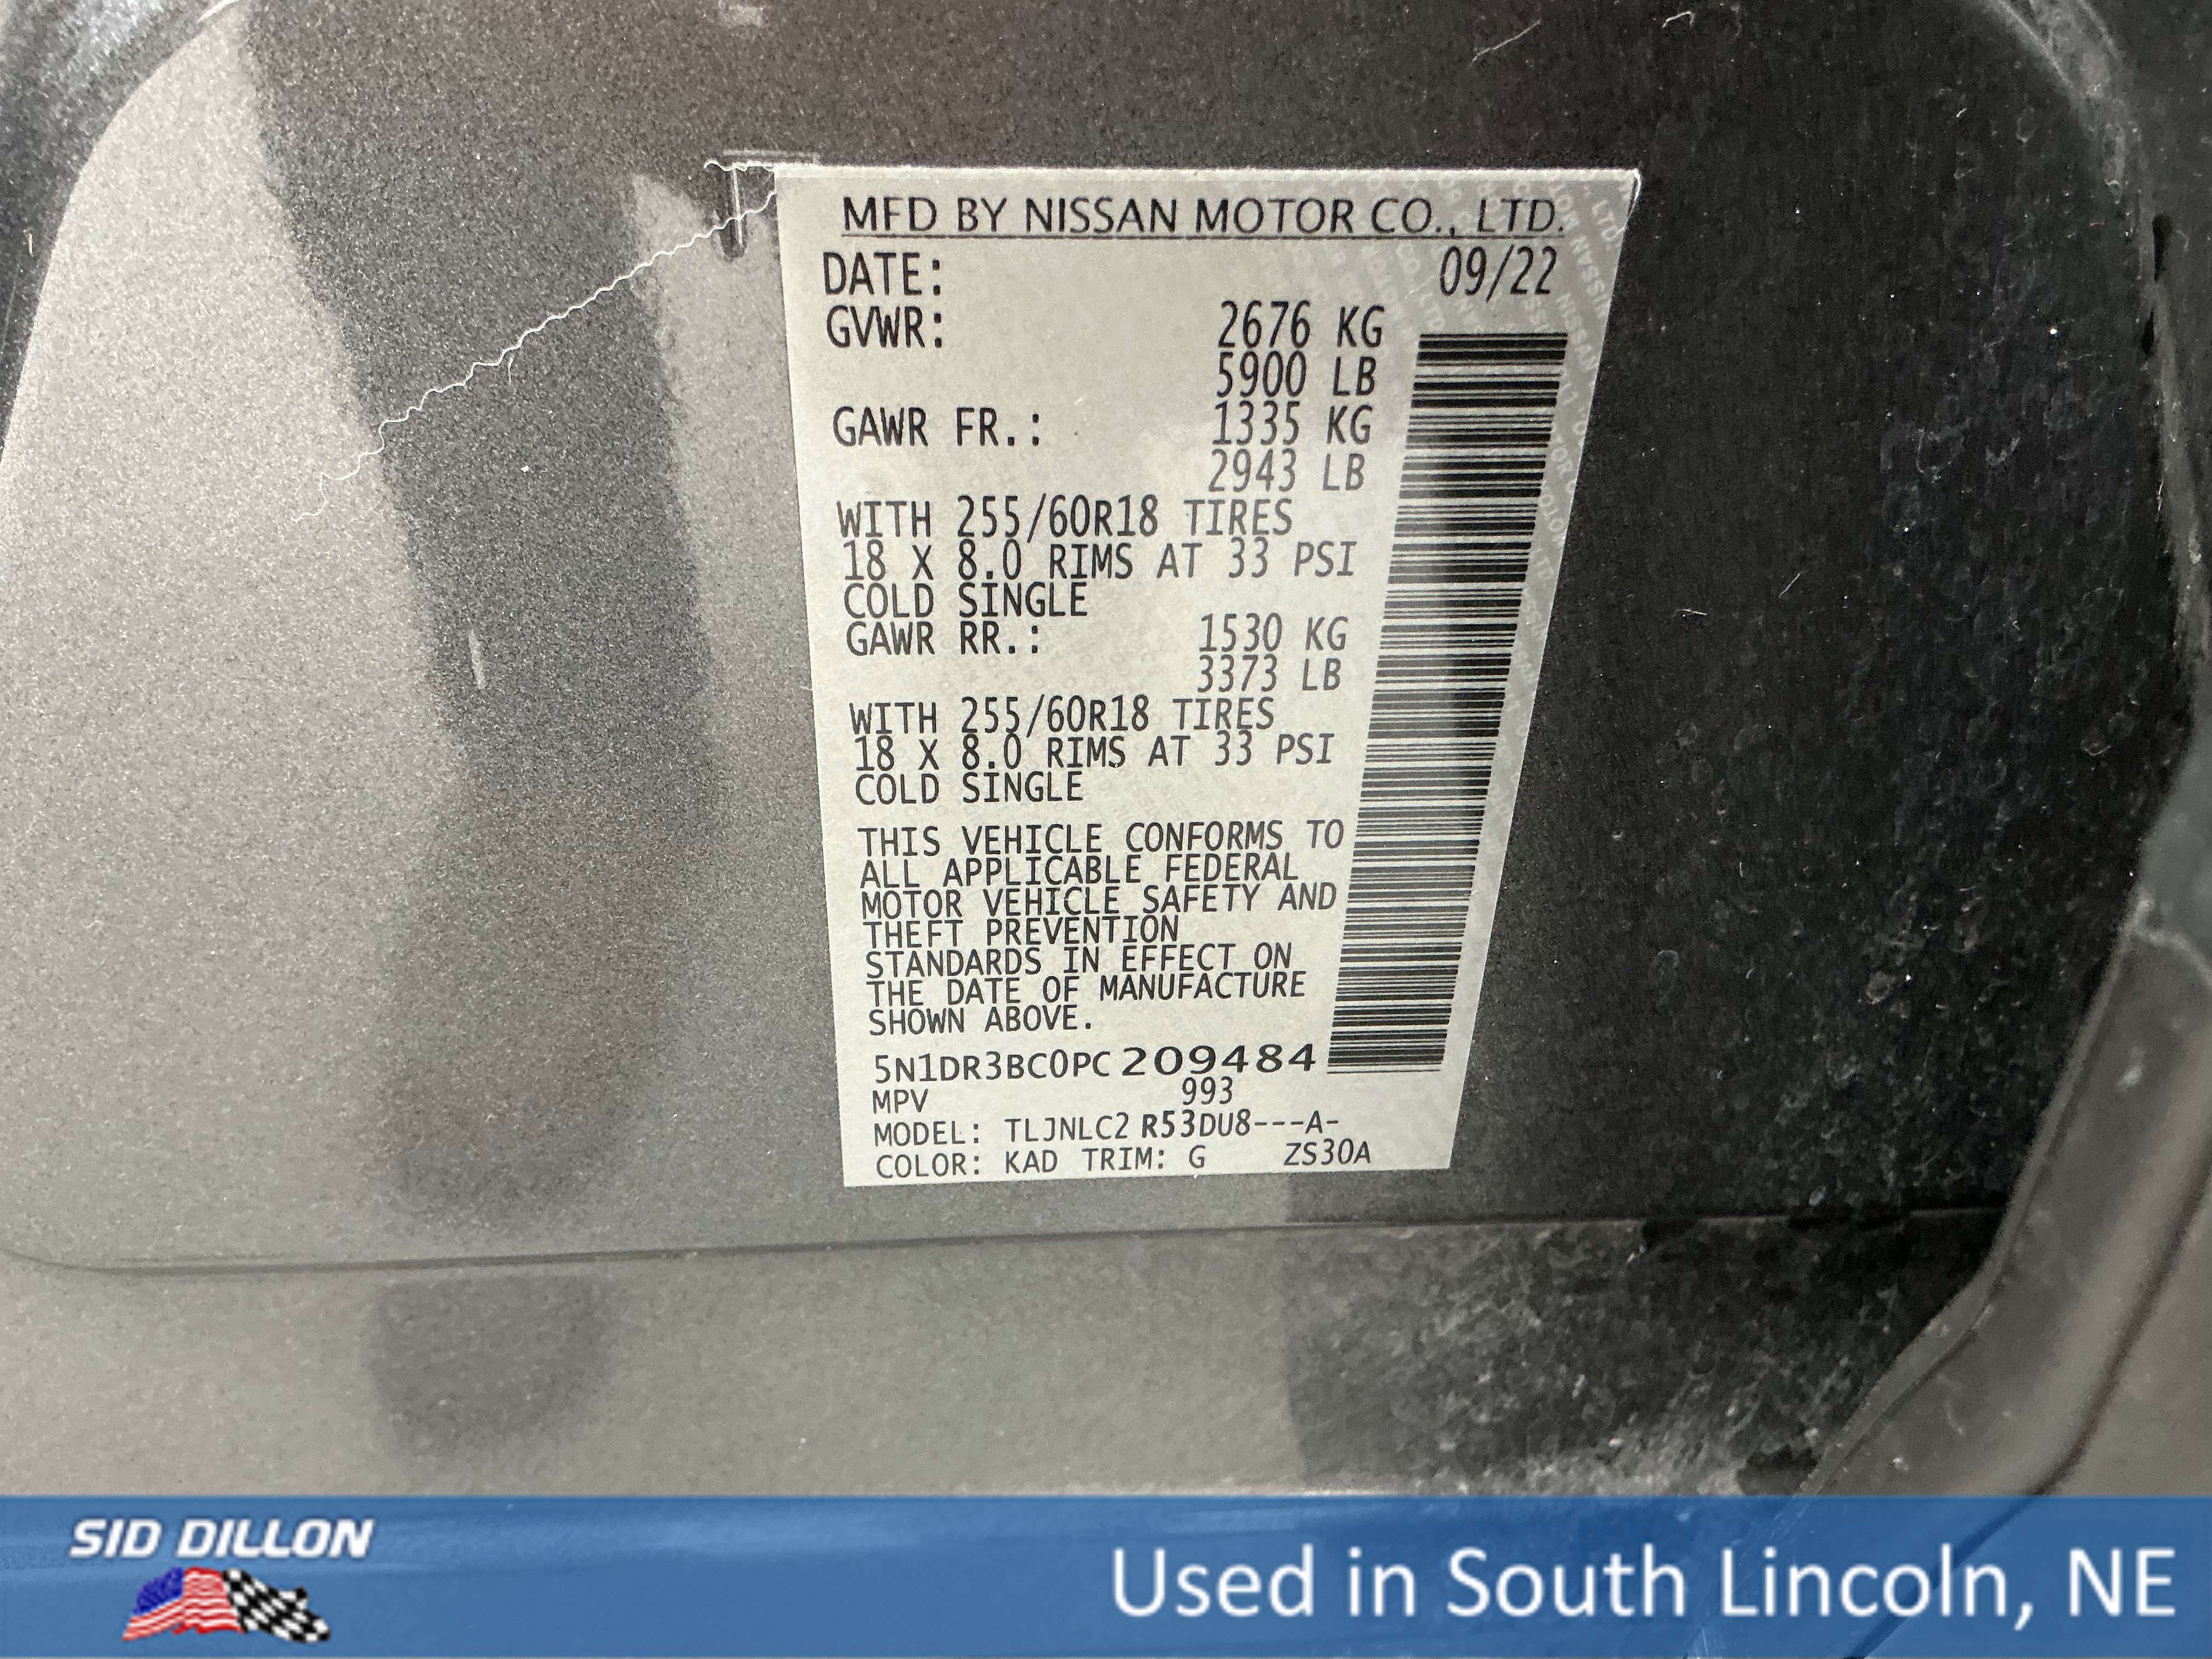 MFD BY NISSAN MOTOR CO., LTD.
DATE: 09/22
GVWR: 2676 KG
5900 LB
GAWR FR.: 1335 KG
2943 LB
WITH 255/60R18 TIRES
18 X 8.0 RIMS AT 33 PSI
COLD SINGLE
GAWR RR.: 1530 KG
3373 LB
WITH 255/60R18 TIRES
18 X 8.0 RIMS AT 33 PSI
COLD SINGLE
THIS VEHICLE CONFORMS TO
ALL APPLICABLE FEDERAL
MOTOR VEHICLE SAFETY AND
THEFT PREVENTION
STANDARDS IN EFFECT ON
THE DATE OF MANUFACTURE
SHOWN ABOVE.
5N1DR3BC0PC209484
MPV 993
MODEL: TLJNLC2 R53DU8---A-
COLOR: KAD TRIM: G ZS30A
SID DILLON
Used in South Lincoln, NE